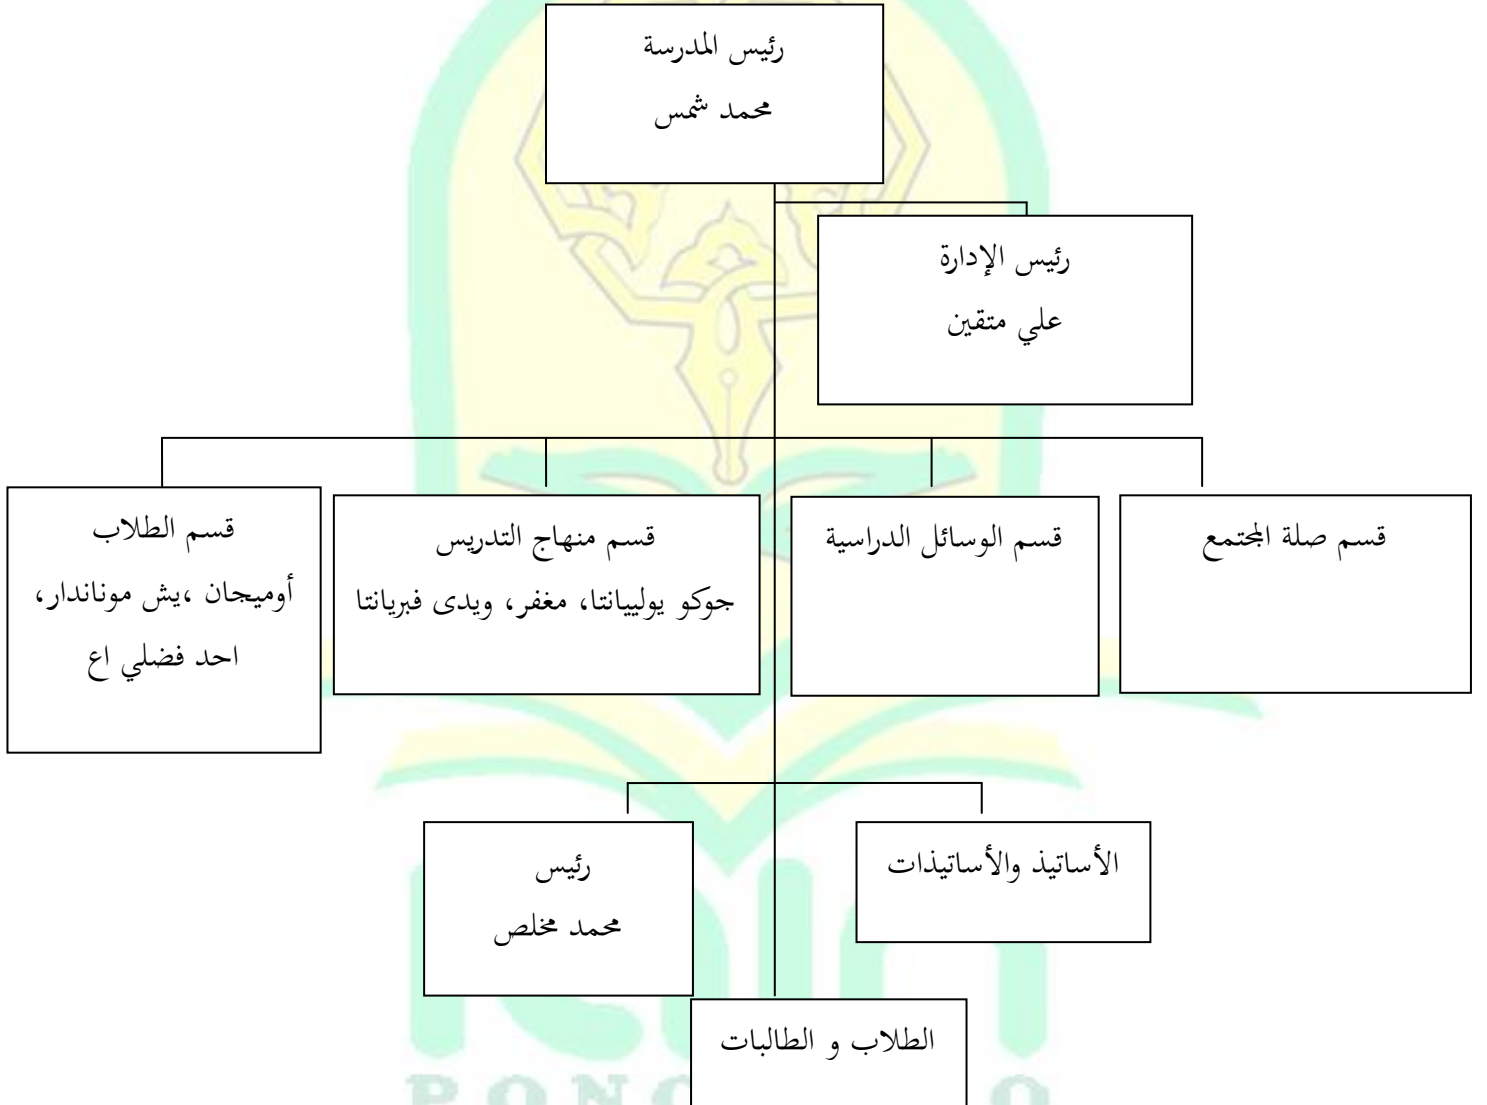 رئيس المدرسة
محمد شمس
رئيس الإدارة
علي متقين
قسم صلة المجتمع
قسم الوسائل الدراسية
قسم منهاج التدريس
جوكو يولييانتا، مغفر، ويدى فبريانتا
قسم الطلاب
أوميجان ،يش موناندار،
احد فضلي اع
الأساتيذ والأساتيذات
رئيس
محمد مخلص
الطلاب و الطالبات